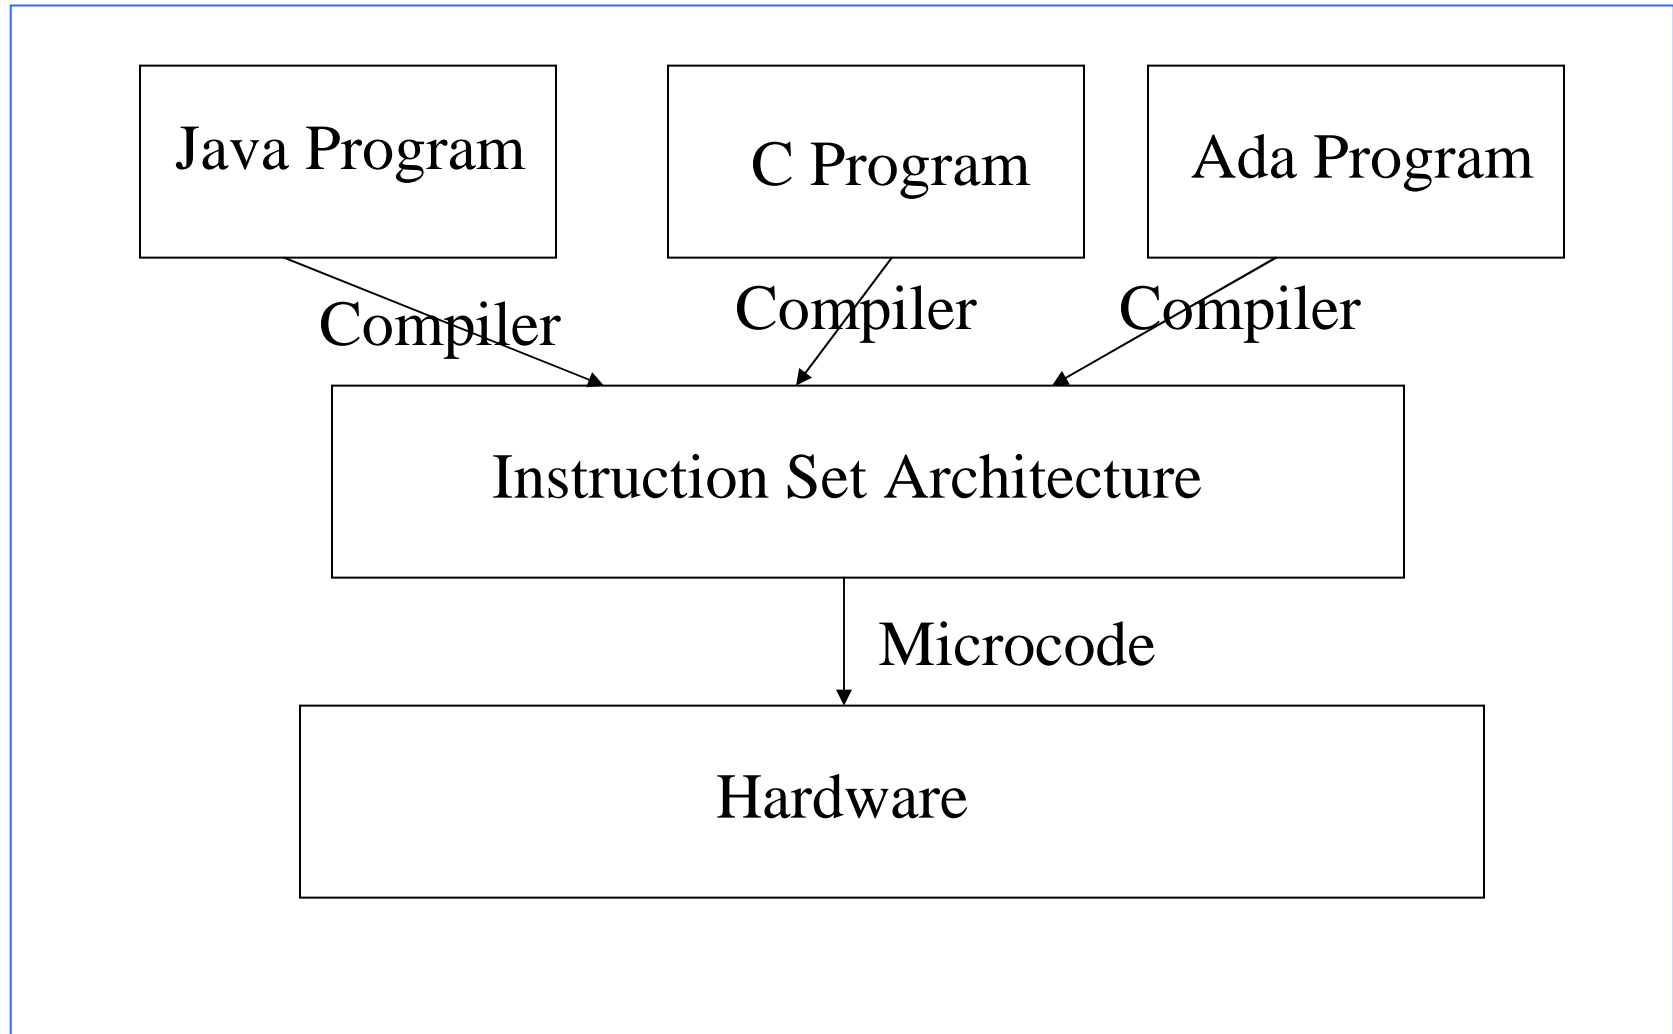 Java Program
C Program
Ada Program
Compiler
Compiler
Compiler
Instruction Set Architecture
Microcode
Hardware